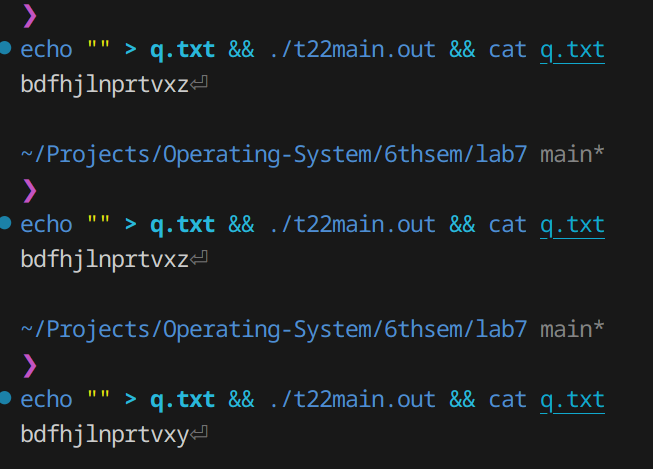 ❯
echo "" > q.txt && ./t22main.out && cat q.txt
bdfhjlnprtvxz⏎
~/Projects/Operating-System/6thsem/lab7 main*
❯
echo "" > q.txt && ./t22main.out && cat q.txt
bdfhjlnprtvxz⏎
~/Projects/Operating-System/6thsem/lab7 main*
❯
echo "" > q.txt && ./t22main.out && cat q.txt
bdfhjlnprtvxy⏎